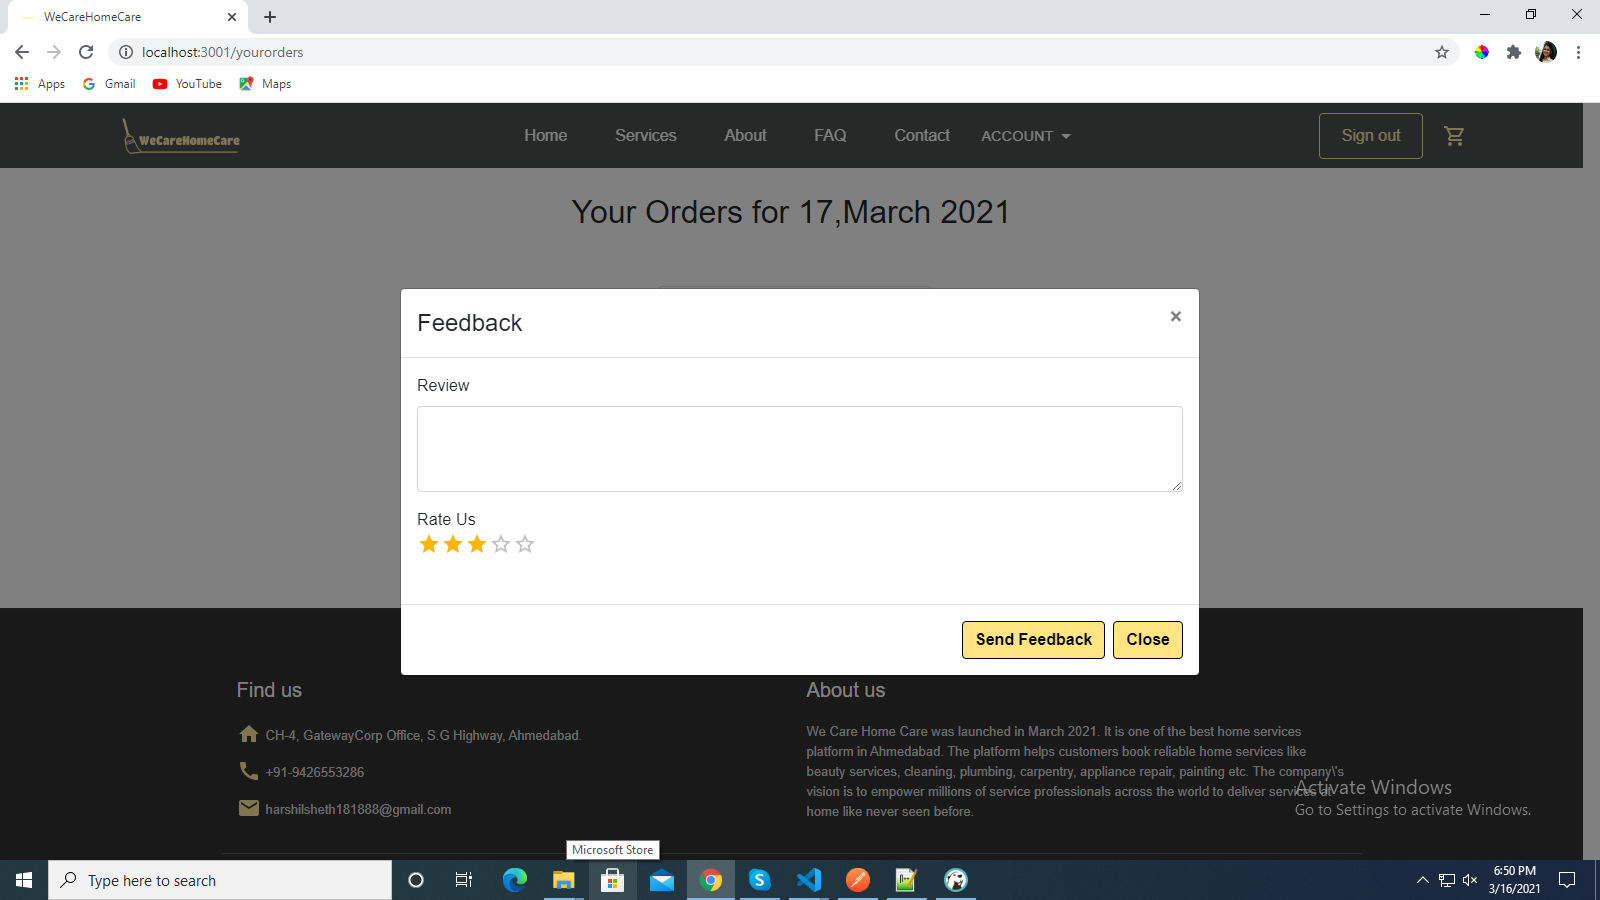 WeCareHomeCare
localhost:3001/yourorders
Apps Gmail YouTube Maps
WeCareHomeCare Home Services About FAQ Contact ACCOUNT Sign out
Your Orders for 17,March 2021
Feedback ×
Review
Rate Us
Send Feedback Close
Find us
CH-4, GatewayCorp Office, S.G Highway, Ahmedabad.
+91-9426553286
harshilsheth181888@gmail.com
About us
We Care Home Care was launched in March 2021. It is one of the best home services
platform in Ahmedabad. The platform helps customers book reliable home services like
beauty services, cleaning, plumbing, carpentry, appliance repair, painting etc. The company\'s
vision is to empower millions of service professionals across the world to deliver services at
home like never seen before.
Activate Windows
Go to Settings to activate Windows.
Microsoft Store
Type here to search
6:50 PM
3/16/2021